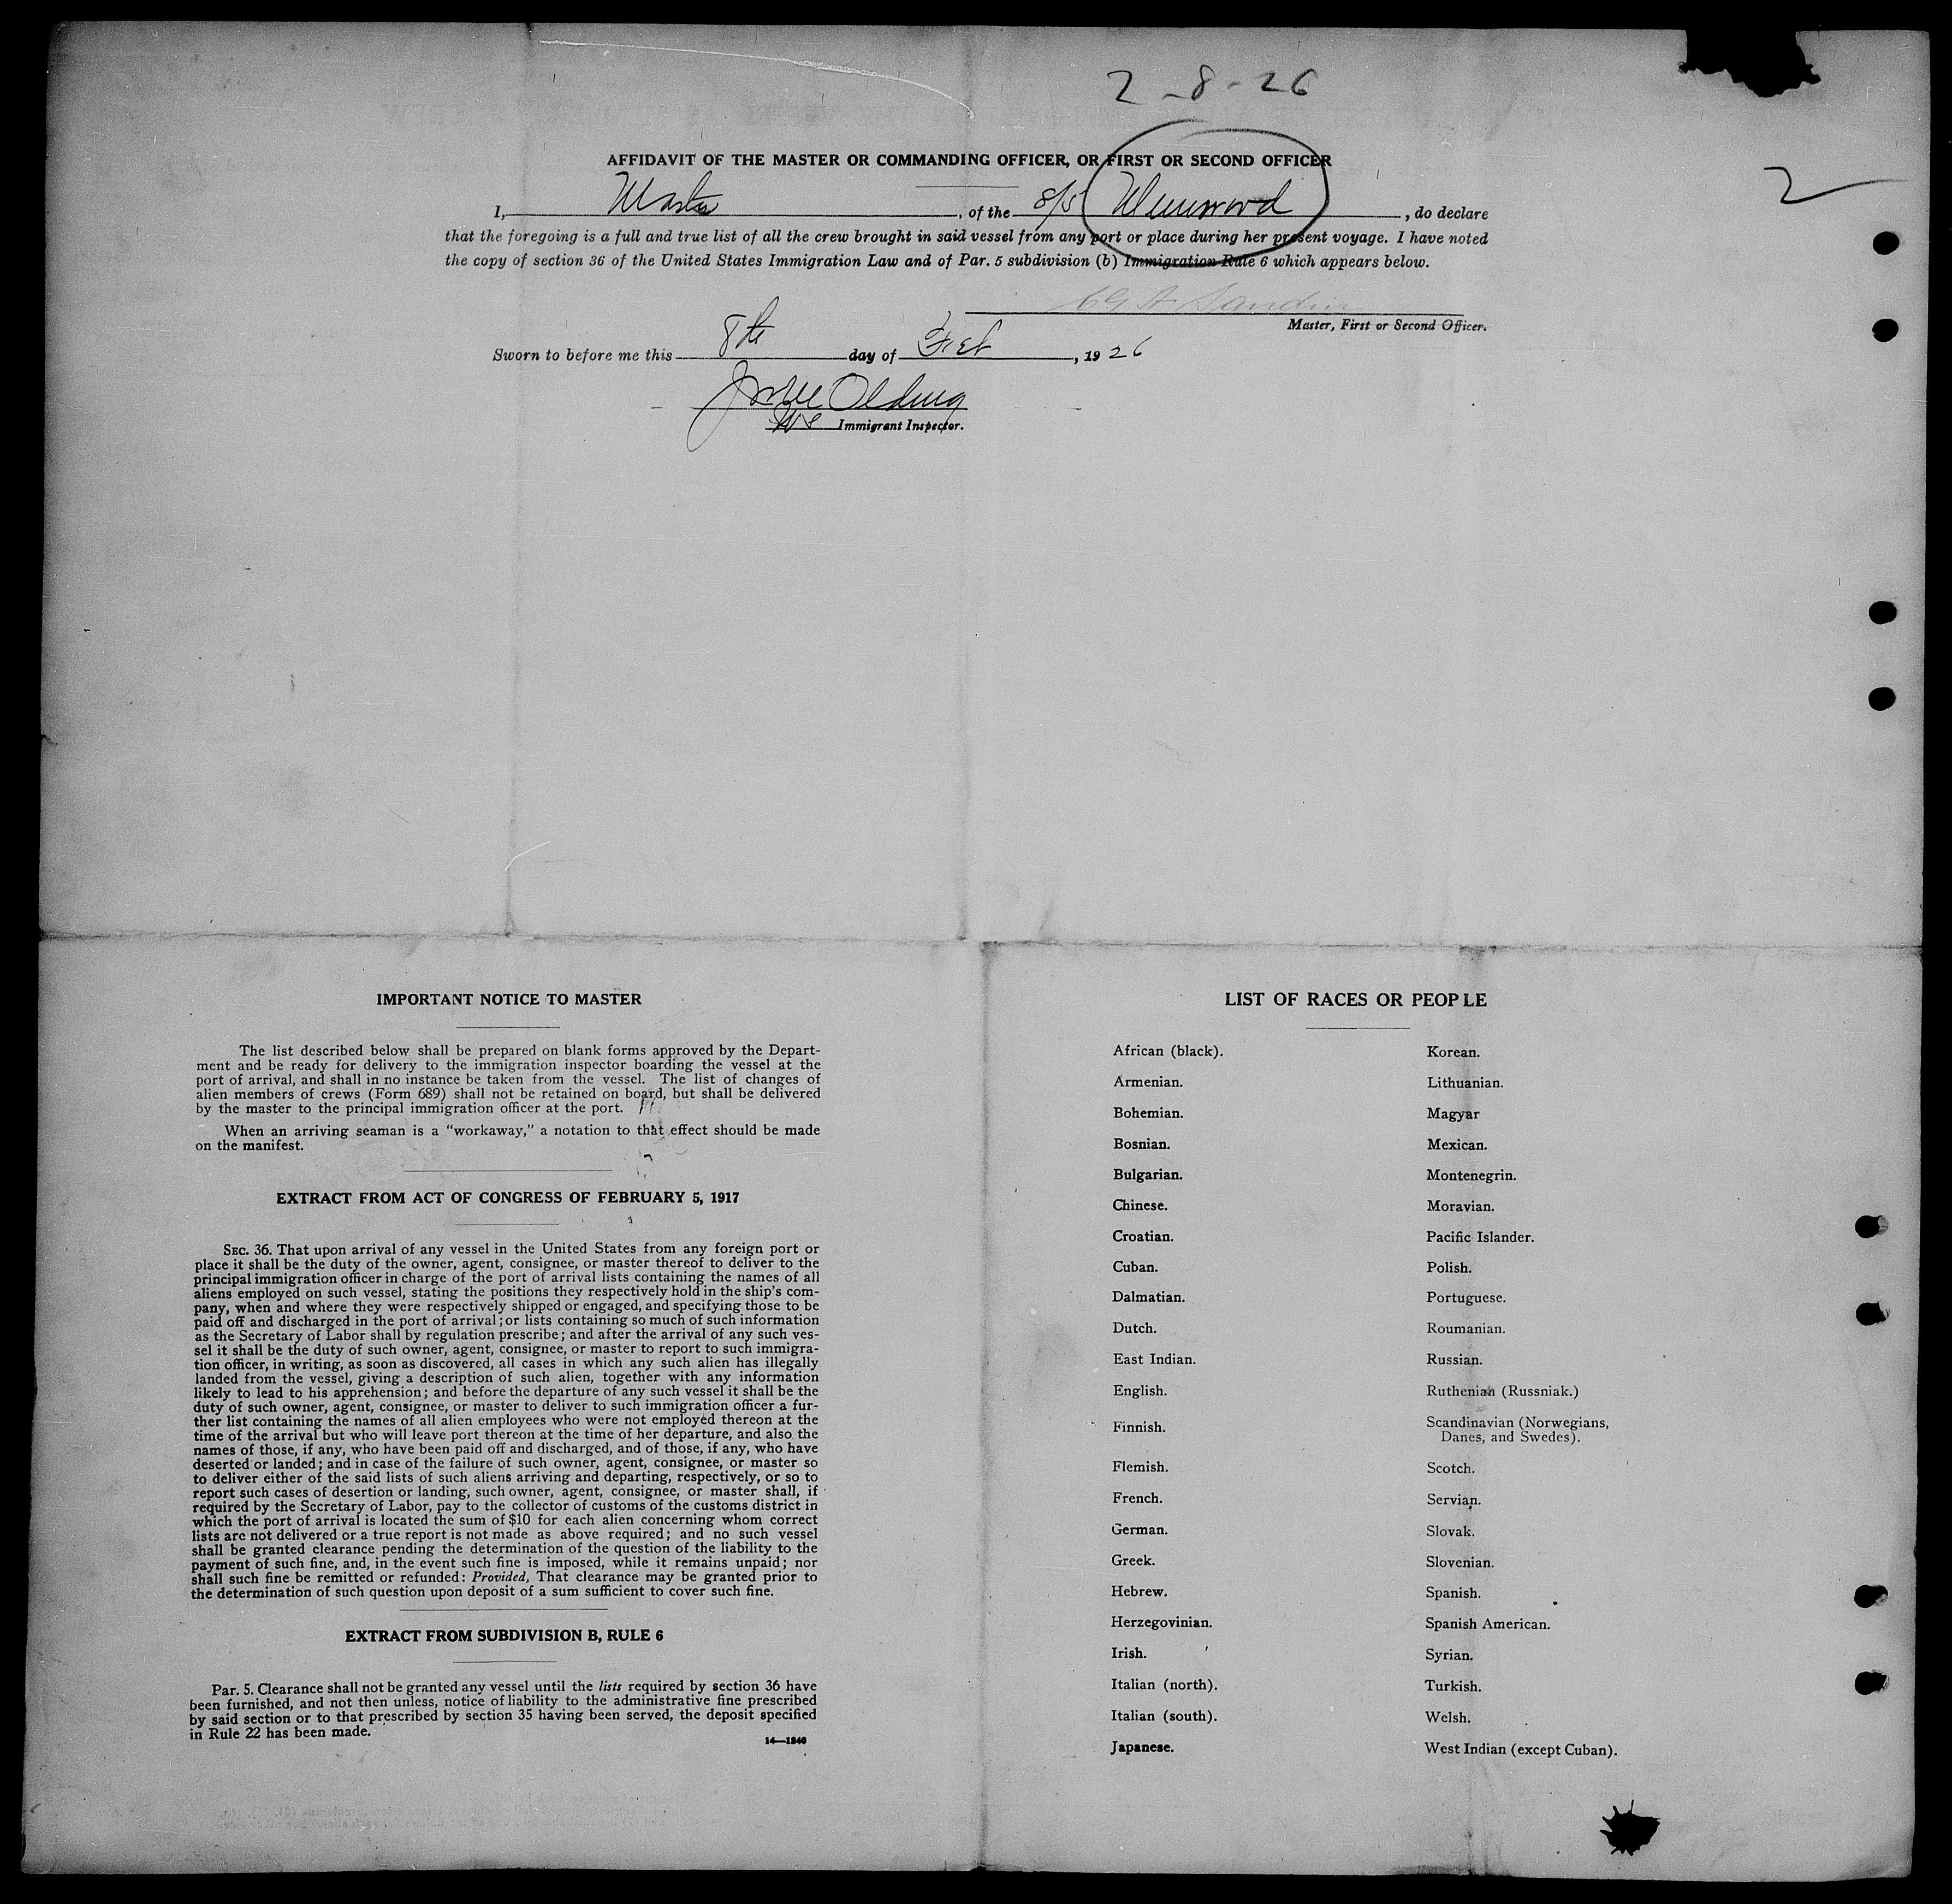 2-8-26
2
AFFIDAVIT OF THE MASTER OR COMMANDING OFFICER, OR FIRST OR SECOND OFFICER
I, Master, of the S/S, do declare
that the foregoing is a full and true list of all the crew brought in said vessel from any port or place during her present voyage. I have noted
the copy of section 36 of the United States Immigration Law and of Par. 5 subdivision (b) Immigration Rule 6 which appears below.
Master, First or Second Officer.
Sworn to before me this 8th day of Feb, 1926
Olding
Immigrant Inspector.
IMPORTANT NOTICE TO MASTER
The list described below shall be prepared on blank forms approved by the Depart-
ment and be ready for delivery to the immigration inspector boarding the vessel at the
port of arrival, and shall in no instance be taken from the vessel. The list of changes of
alien members of crews (Form 689) shall not be retained on board, but shall be delivered
by the master to the principal immigration officer at the port.
When an arriving seaman is a “workaway,” a notation to that effect should be made
on the manifest.
EXTRACT FROM ACT OF CONGRESS OF FEBRUARY 5, 1917
SEC. 36. That upon arrival of any vessel in the United States from any foreign port or
place it shall be the duty of the owner, agent, consignee, or master thereof to deliver to the
principal immigration officer in charge of the port of arrival lists containing the names of all
aliens employed on such vessel, stating the positions they respectively hold in the ship's com-
pany, when and where they were respectively shipped or engaged, and specifying those to be
paid off and discharged in the port of arrival; or lists containing so much of such information
as the Secretary of Labor shall by regulation prescribe; and after the arrival of any such ves-
sel it shall be the duty of such owner, agent, consignee, or master to report to such immigra-
tion officer, in writing, as soon as discovered, all cases in which any such alien has illegally
landed from the vessel, giving a description of such alien, together with any information
likely to lead to his apprehension; and before the departure of any such vessel it shall be the
duty of such owner, agent, consignee, or master to deliver to such immigration officer a fur-
ther list containing the names of all alien employees who were not employed thereon at the
time of the arrival but who will leave port thereon at the time of her departure, and also the
names of those, if any, who have been paid off and discharged, and of those, if any, who have
deserted or landed; and in case of the failure of such owner, agent, consignee, or master so
to deliver either of the said lists of such aliens arriving and departing, respectively, or so to
report such cases of desertion or landing, such owner, agent, consignee, or master shall, if
required by the Secretary of Labor, pay to the collector of customs of the customs district in
which the port of arrival is located the sum of $10 for each alien concerning whom correct
lists are not delivered or a true report is not made as above required; and no such vessel
shall be granted clearance pending the determination of the question of the liability to the
payment of such fine, and, in the event such fine is imposed, while it remains unpaid; nor
shall such fine be remitted or refunded: Provided, That clearance may be granted prior to
the determination of such question upon deposit of a sum sufficient to cover such fine.
EXTRACT FROM SUBDIVISION B, RULE 6
Par. 5. Clearance shall not be granted any vessel until the lists required by section 36 have
been furnished, and not then unless, notice of liability to the administrative fine prescribed
by said section or to that prescribed by section 35 having been served, the deposit specified
in Rule 22 has been made.
14—1240
LIST OF RACES OR PEOPLE
African (black).
Armenian.
Bohemian.
Bosnian.
Bulgarian.
Chinese.
Croatian.
Cuban.
Dalmatian.
Dutch.
East Indian.
English.
Finnish.
Flemish.
French.
German.
Greek.
Hebrew.
Herzegovinian.
Irish.
Italian (north).
Italian (south).
Japanese.
Korean.
Lithuanian.
Magyar
Mexican.
Montenegrin.
Moravian.
Pacific Islander.
Polish.
Portuguese.
Roumanian.
Russian.
Ruthenian (Russniak.)
Scandinavian (Norwegians,
Danes, and Swedes).
Scotch.
Servian.
Slovak.
Slovenian.
Spanish.
Spanish American.
Syrian.
Turkish.
Welsh.
West Indian (except Cuban).